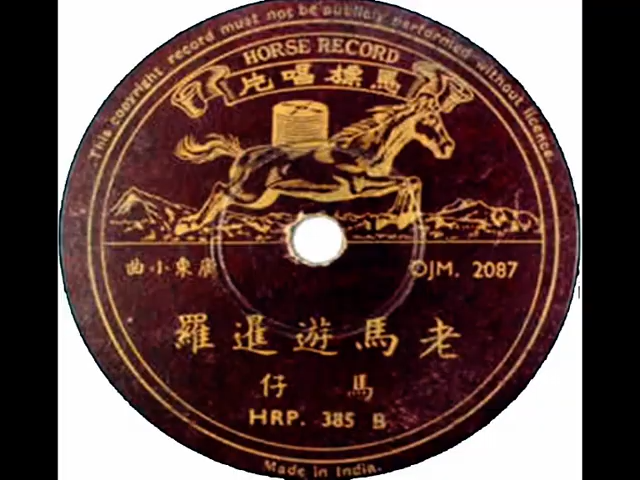 This copyright record must not be publicly performed without licence.
HORSE RECORD
馬標唱片
廣東小曲
OJM. 2087
老馬遊暹羅
馬仔
HRP. 385 B
Made in India.